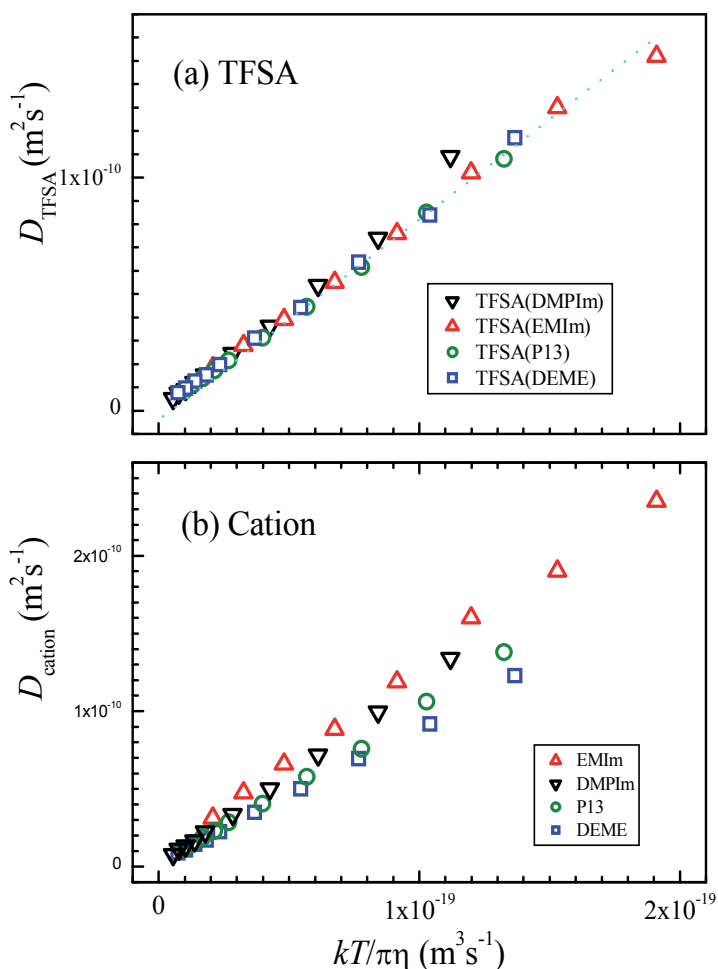 (a) TFSA
D_TFSA (m²s⁻¹)
1x10⁻¹⁰
0
TFSA(DMPIm)
TFSA(EMIm)
TFSA(P13)
TFSA(DEME)
(b) Cation
D_cation (m²s⁻¹)
2x10⁻¹⁰
1x10⁻¹⁰
0
EMIm
DMPIm
P13
DEME
0 1x10⁻¹⁹ 2x10⁻¹⁹
kT/πη (m³s⁻¹)